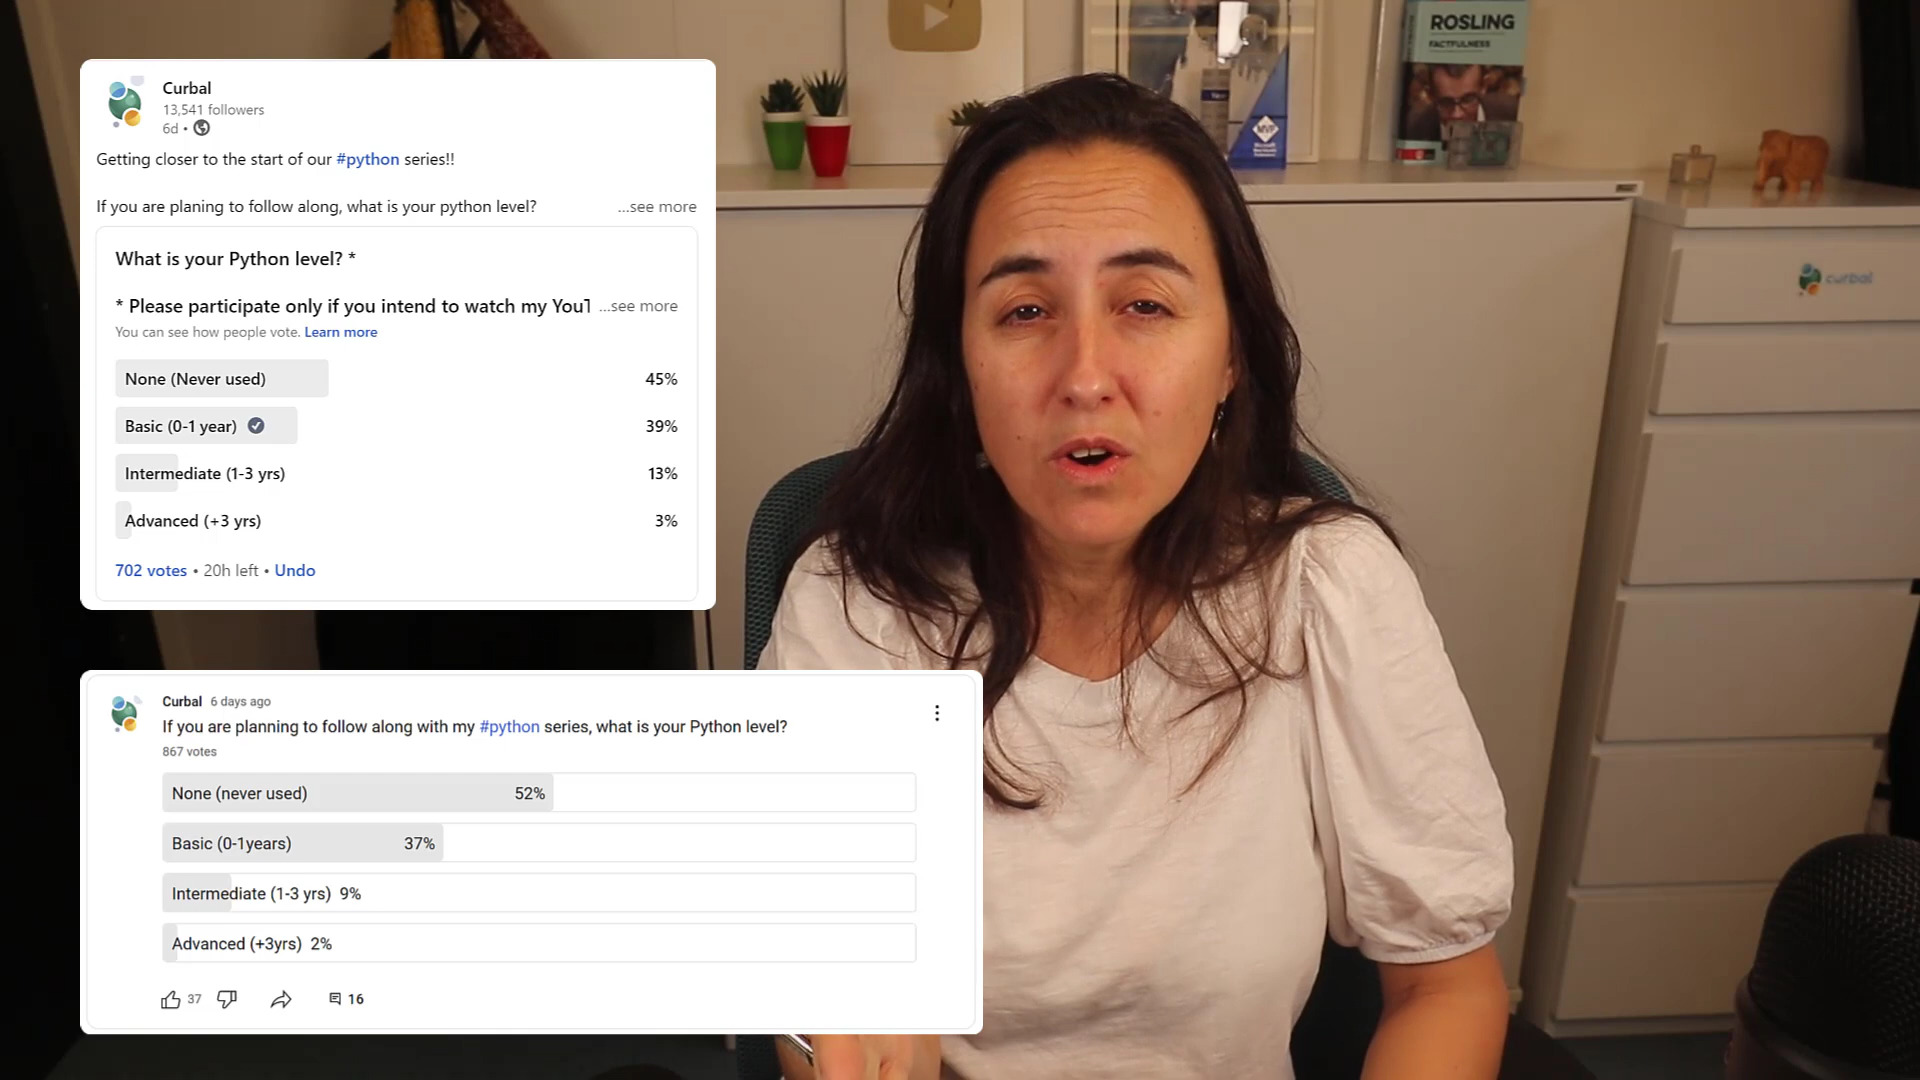 Curbal
13,541 followers
6d •
Getting closer to the start of our #python series!!
If you are planing to follow along, what is your python level? ...see more
What is your Python level? *
* Please participate only if you intend to watch my You ...see more
You can see how people vote. Learn more
None (Never used) 45%
Basic (0-1 year) 39%
Intermediate (1-3 yrs) 13%
Advanced (+3 yrs) 3%
702 votes • 20h left • Undo
Curbal 6 days ago
If you are planning to follow along with my #python series, what is your Python level?
867 votes
None (never used) 52%
Basic (0-1years) 37%
Intermediate (1-3 yrs) 9%
Advanced (+3yrs) 2%
37 16
ROSLING
FACTFULNESS
MVP
Microsoft
curbal